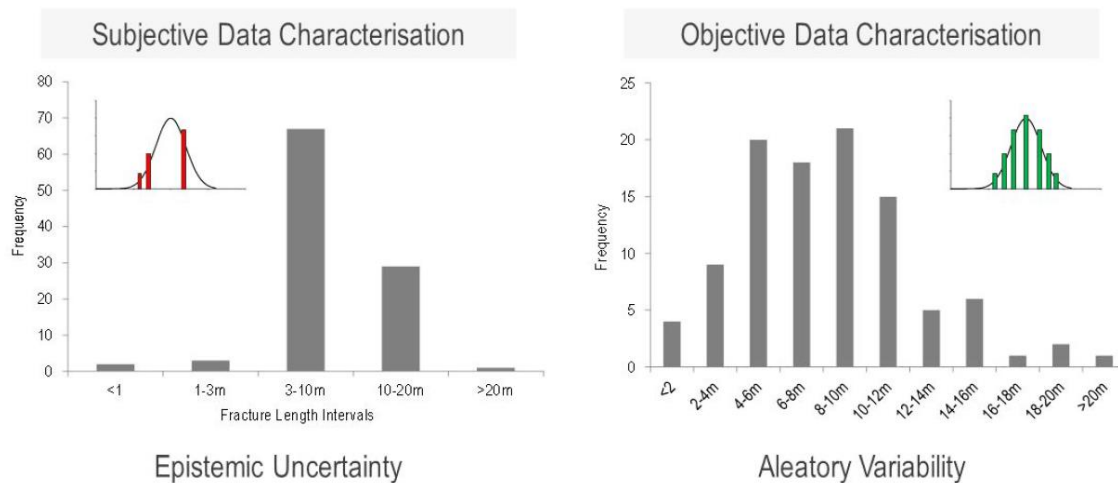 Subjective Data Characterisation
80
70
60
50
40
30
20
10
0
Frequency
<1
1-3m
3-10m
10-20m
>20m
Fracture Length Intervals
Epistemic Uncertainty
Objective Data Characterisation
25
20
15
10
5
0
Frequency
<2
2-4m
4-6m
6-8m
8-10m
10-12m
12-14m
14-16m
16-18m
18-20m
>20m
Aleatory Variability